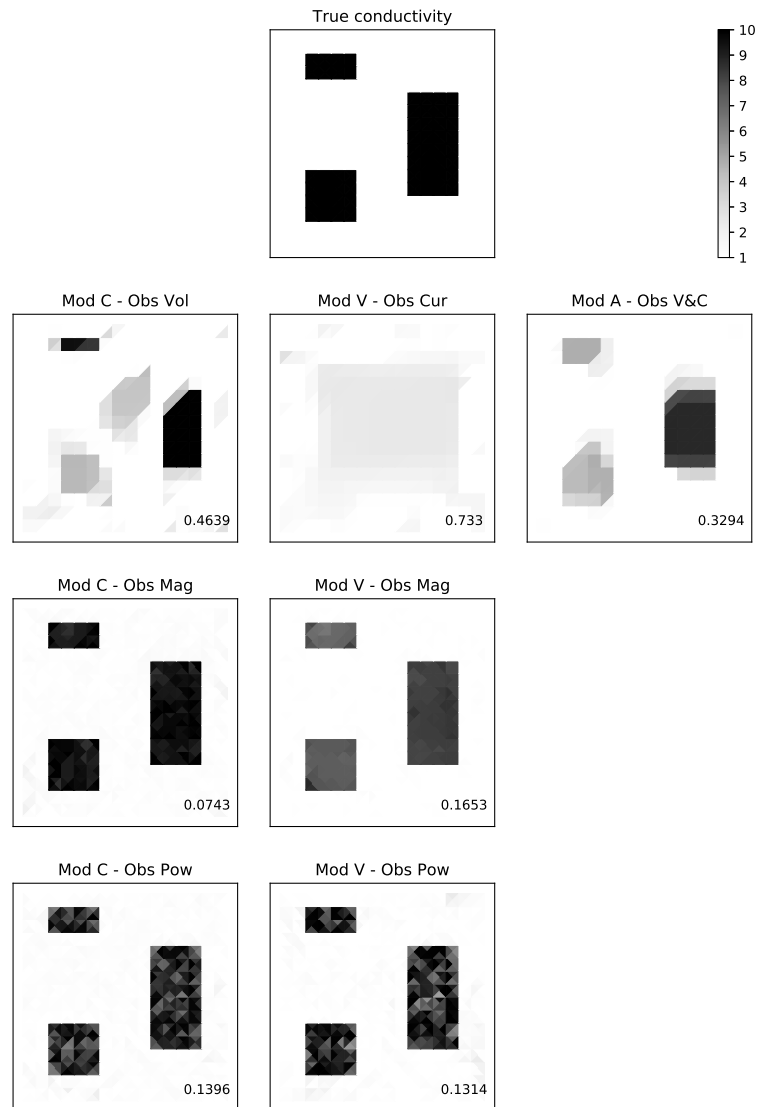 True conductivity
10
9
8
7
6
5
4
3
2
1
Mod C - Obs Vol
Mod V - Obs Cur
Mod A - Obs V&C
0.4639
0.733
0.3294
Mod C - Obs Mag
Mod V - Obs Mag
0.0743
0.1653
Mod C - Obs Pow
Mod V - Obs Pow
0.1396
0.1314